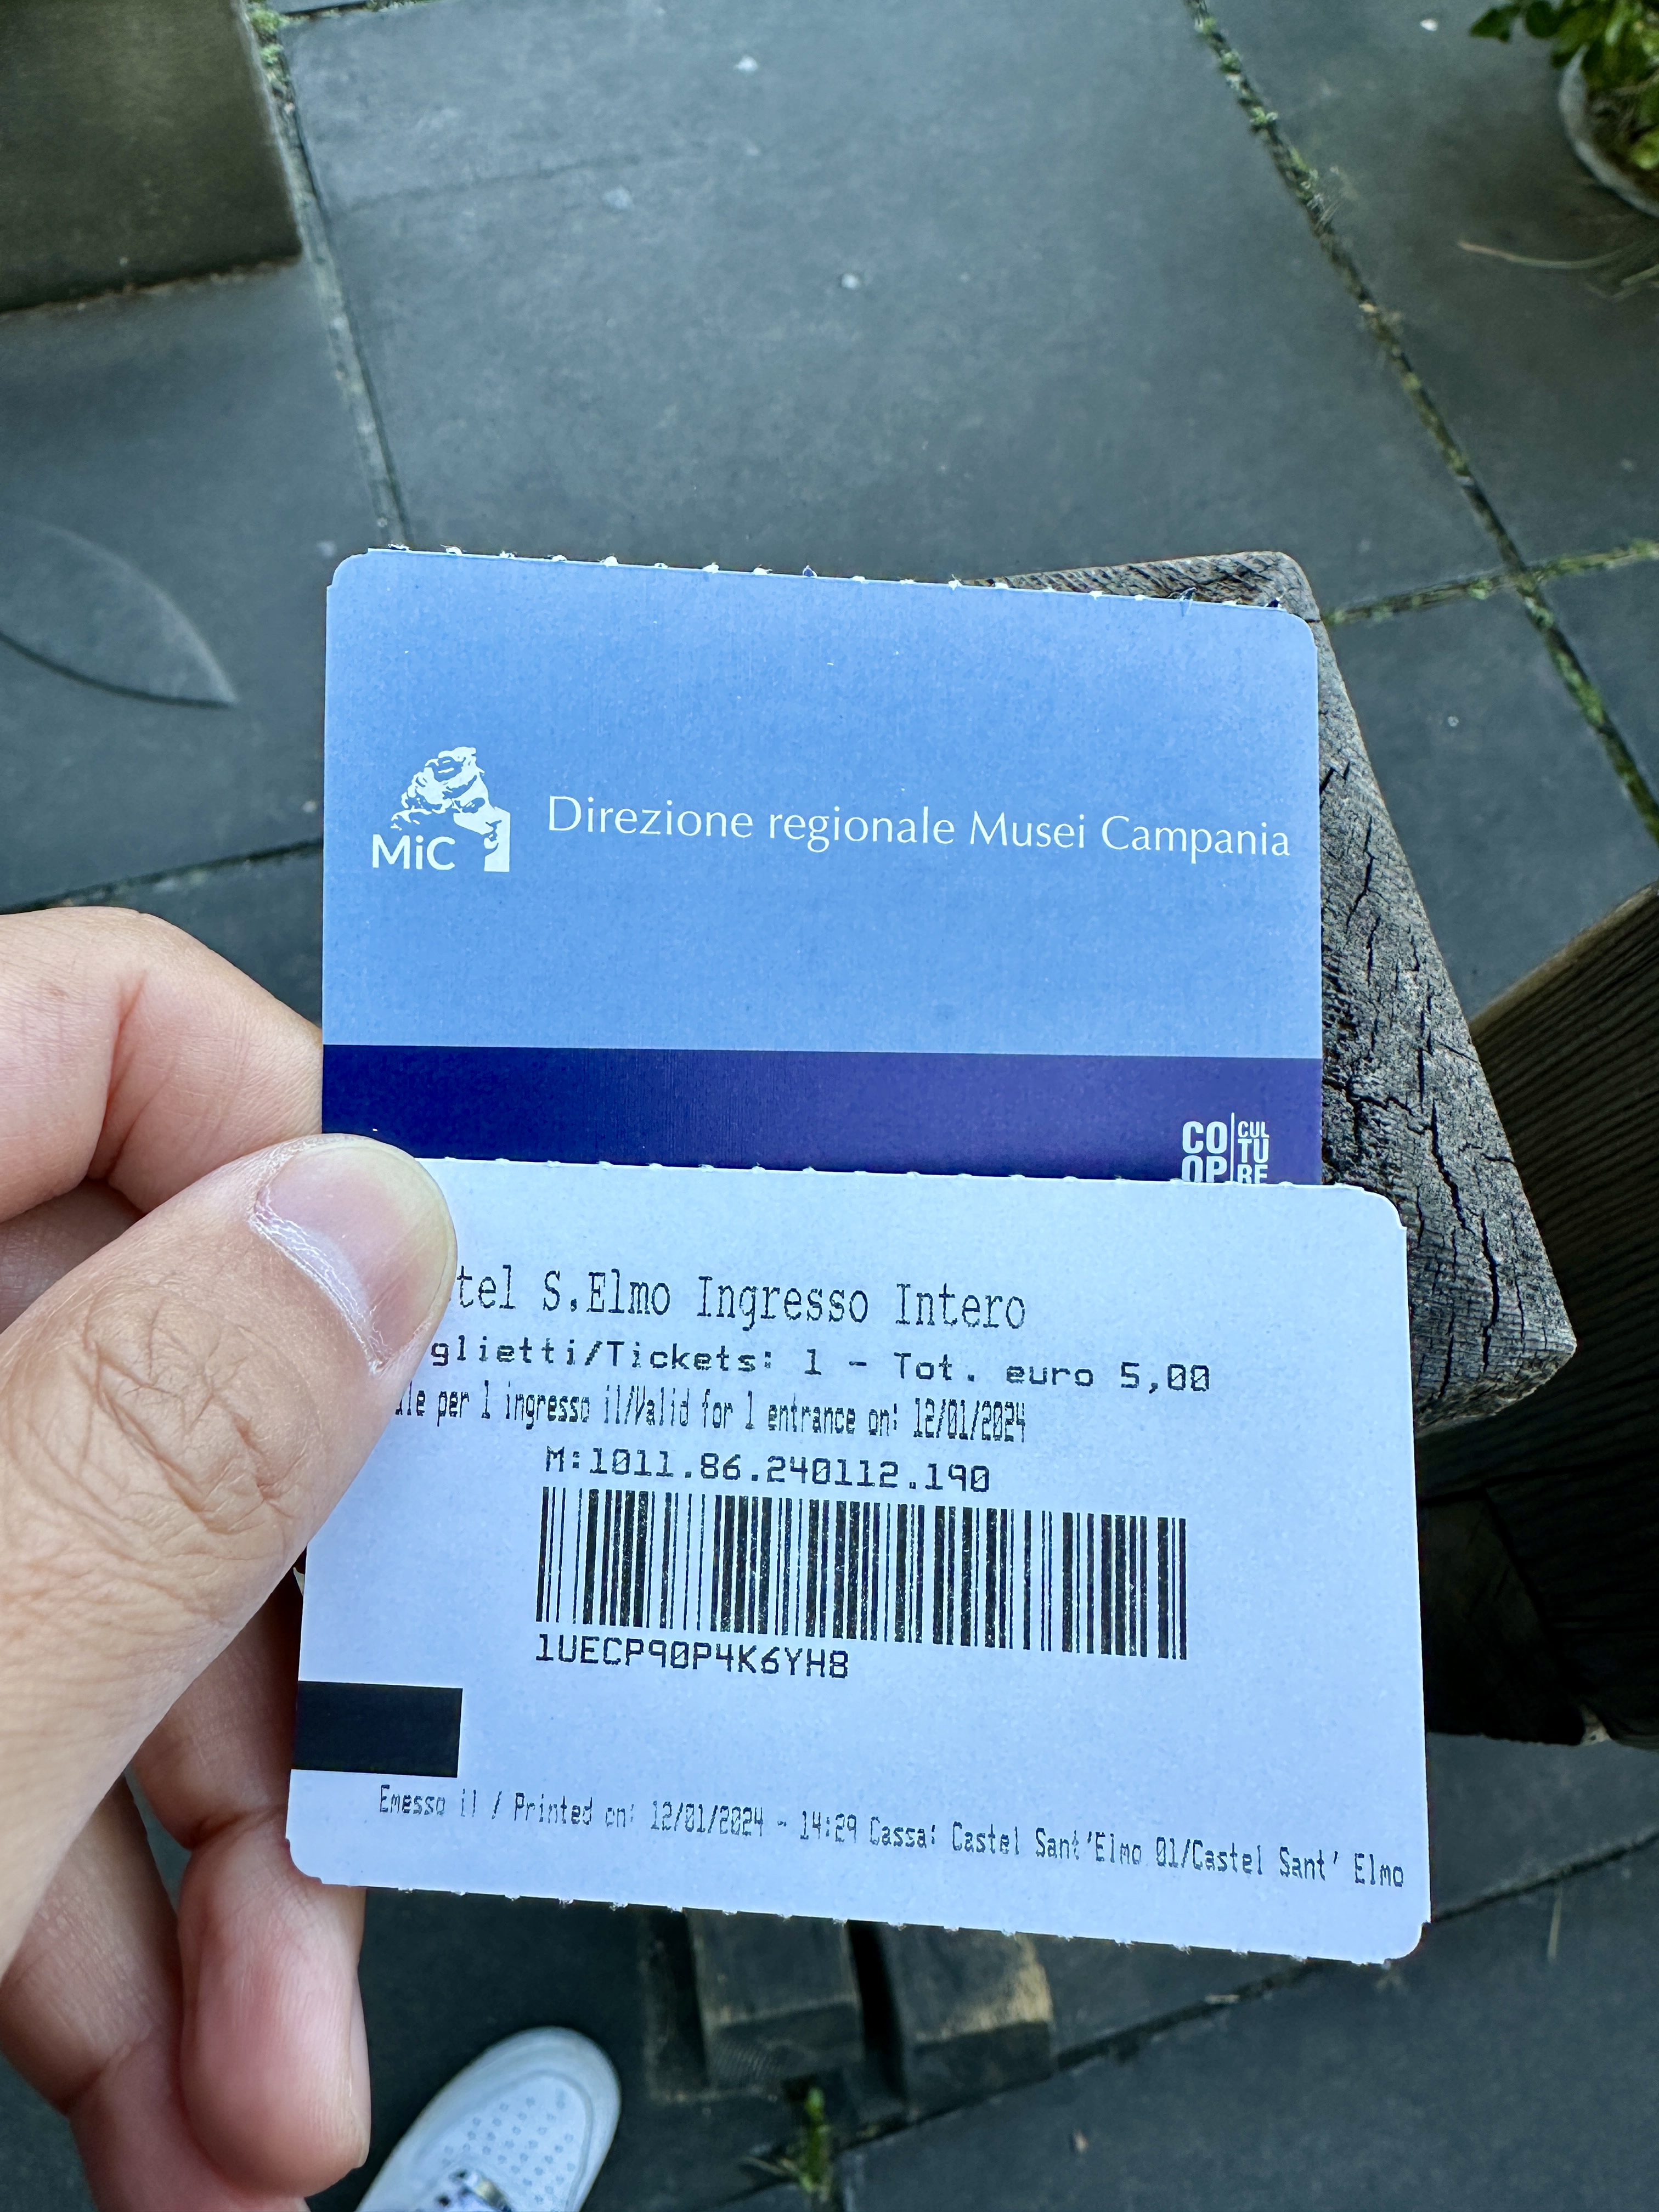 MiC
Direzione regionale Musei Campania
CO
OP
CUL
TU
RE
tel S.Elmo Ingresso Intero
glietti/Tickets: 1 - Tot. euro 5,00
per 1 ingresso il/Valid for 1 entrance on: 12/01/2024
M:1011.86.240112.190
1UECP90P4K6YH8
Emesso il / Printed on: 12/01/2024 - 14:29 Cassa: Castel Sant'Elmo 01/Castel Sant' Elmo